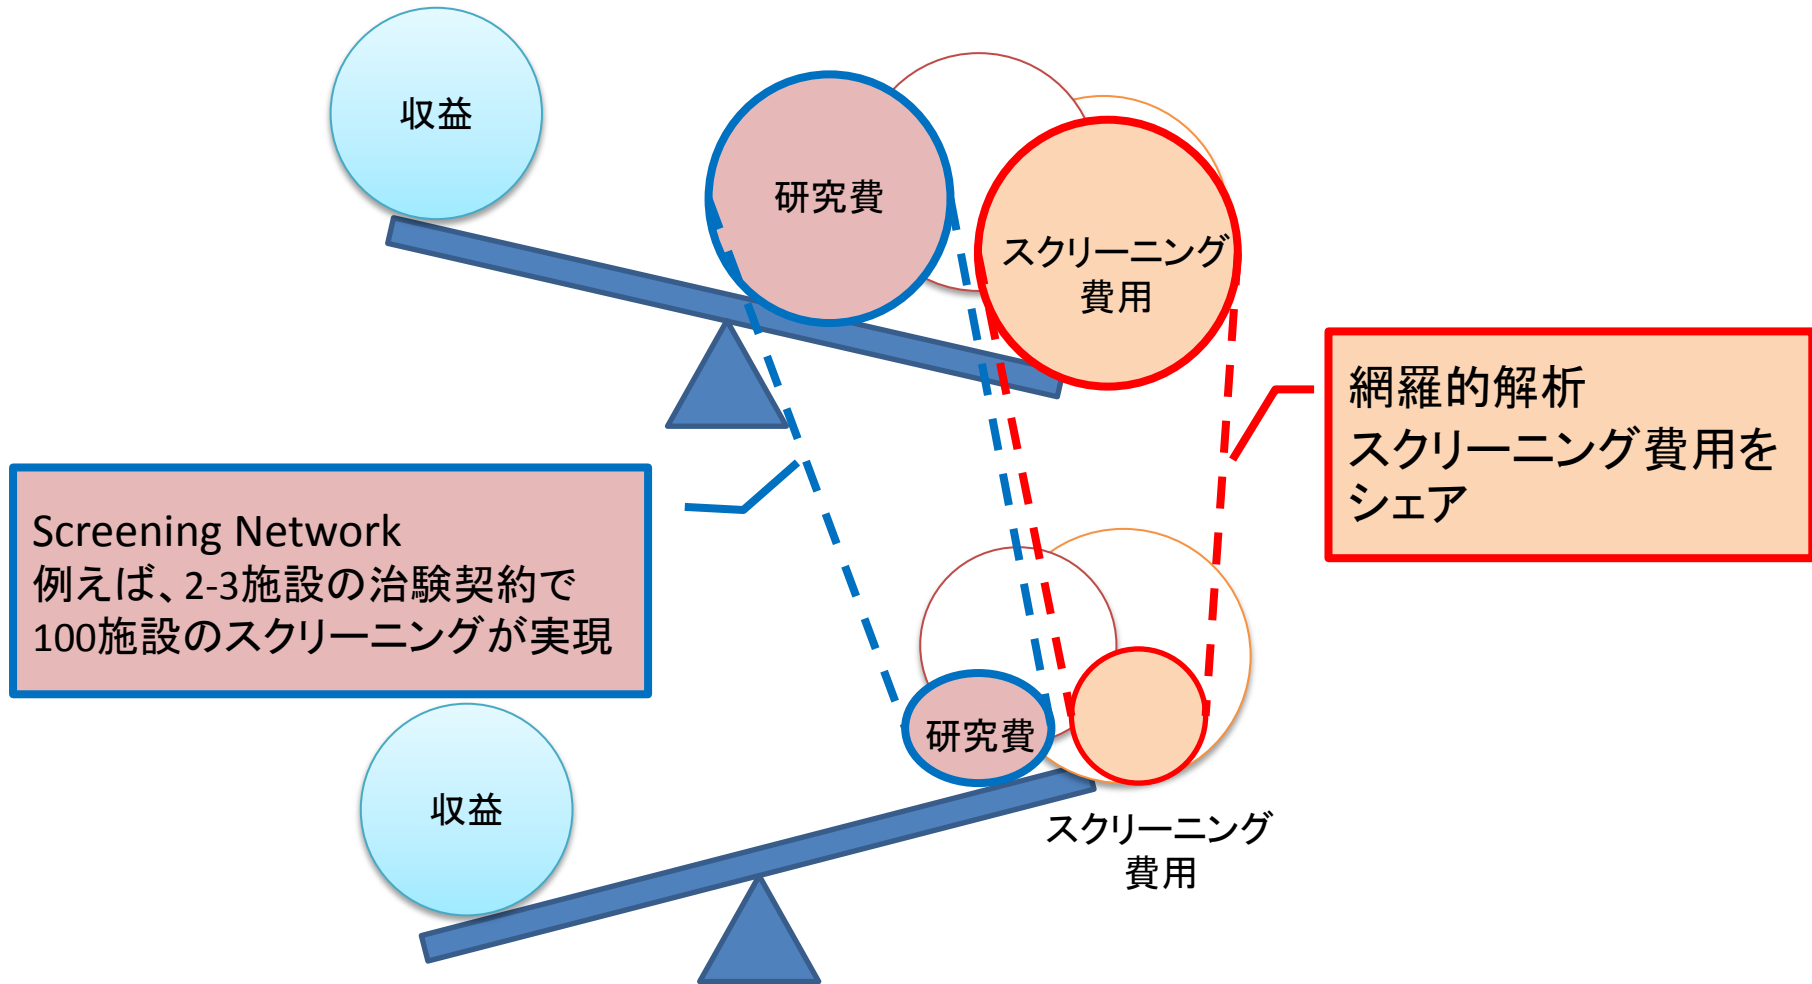 収益
研究費
スクリーニング
費用
網羅的解析
スクリーニング費用を
シェア
Screening Network
例えば、2-3施設の治験契約で
100施設のスクリーニングが実現
研究費
収益
スクリーニング
費用